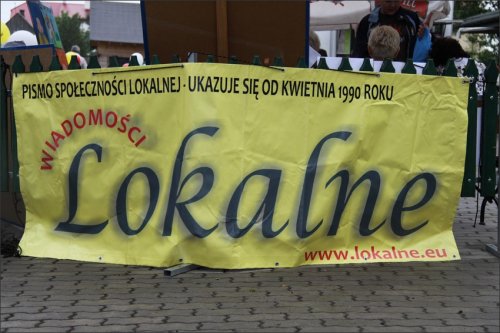 PISMO SPOŁECZNOŚCI LOKALNEJ - UKAZUJE SIĘ OD KWIETNIA 1990 ROKU
WIADOMOŚCI
Lokalne
www.lokalne.eu